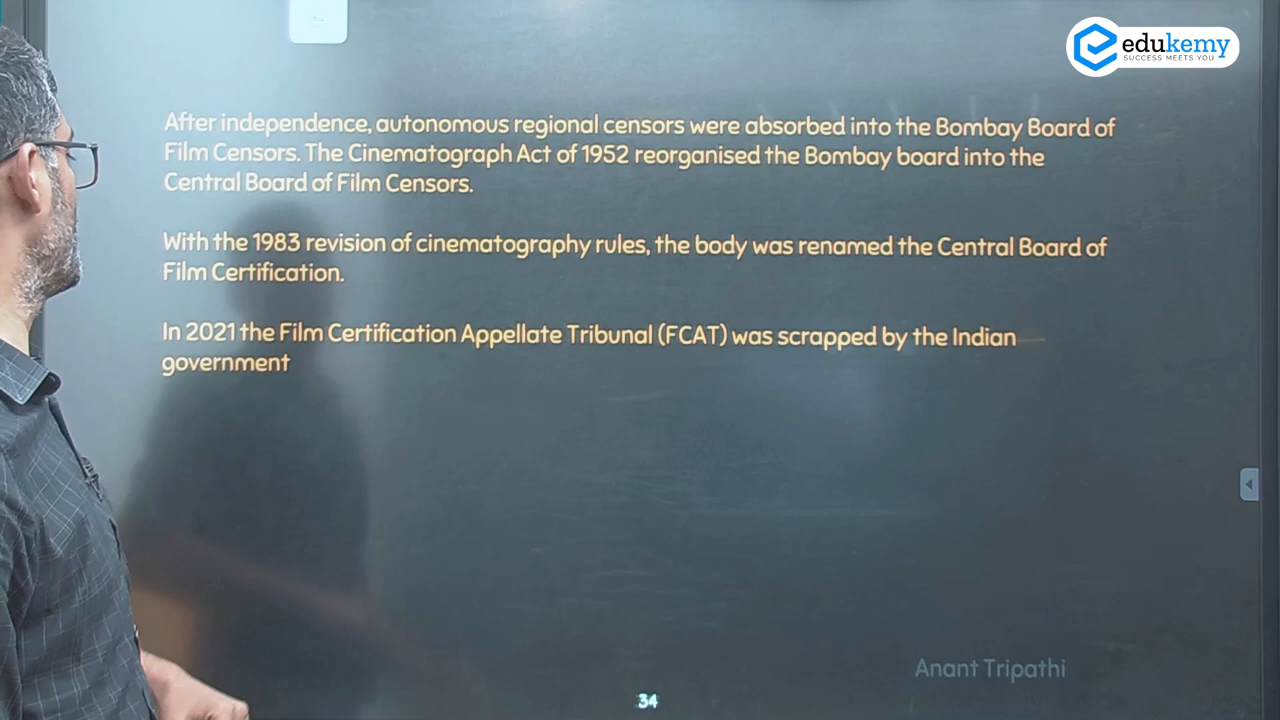 edukemy
SUCCESS MEETS YOU
After independence, autonomous regional censors were absorbed into the Bombay Board of
Film Censors. The Cinematograph Act of 1952 reorganised the Bombay board into the
Central Board of Film Censors.
With the 1983 revision of cinematography rules, the body was renamed the Central Board of
Film Certification.
In 2021 the Film Certification Appellate Tribunal (FCAT) was scrapped by the Indian
government
Anant Tripathi
34